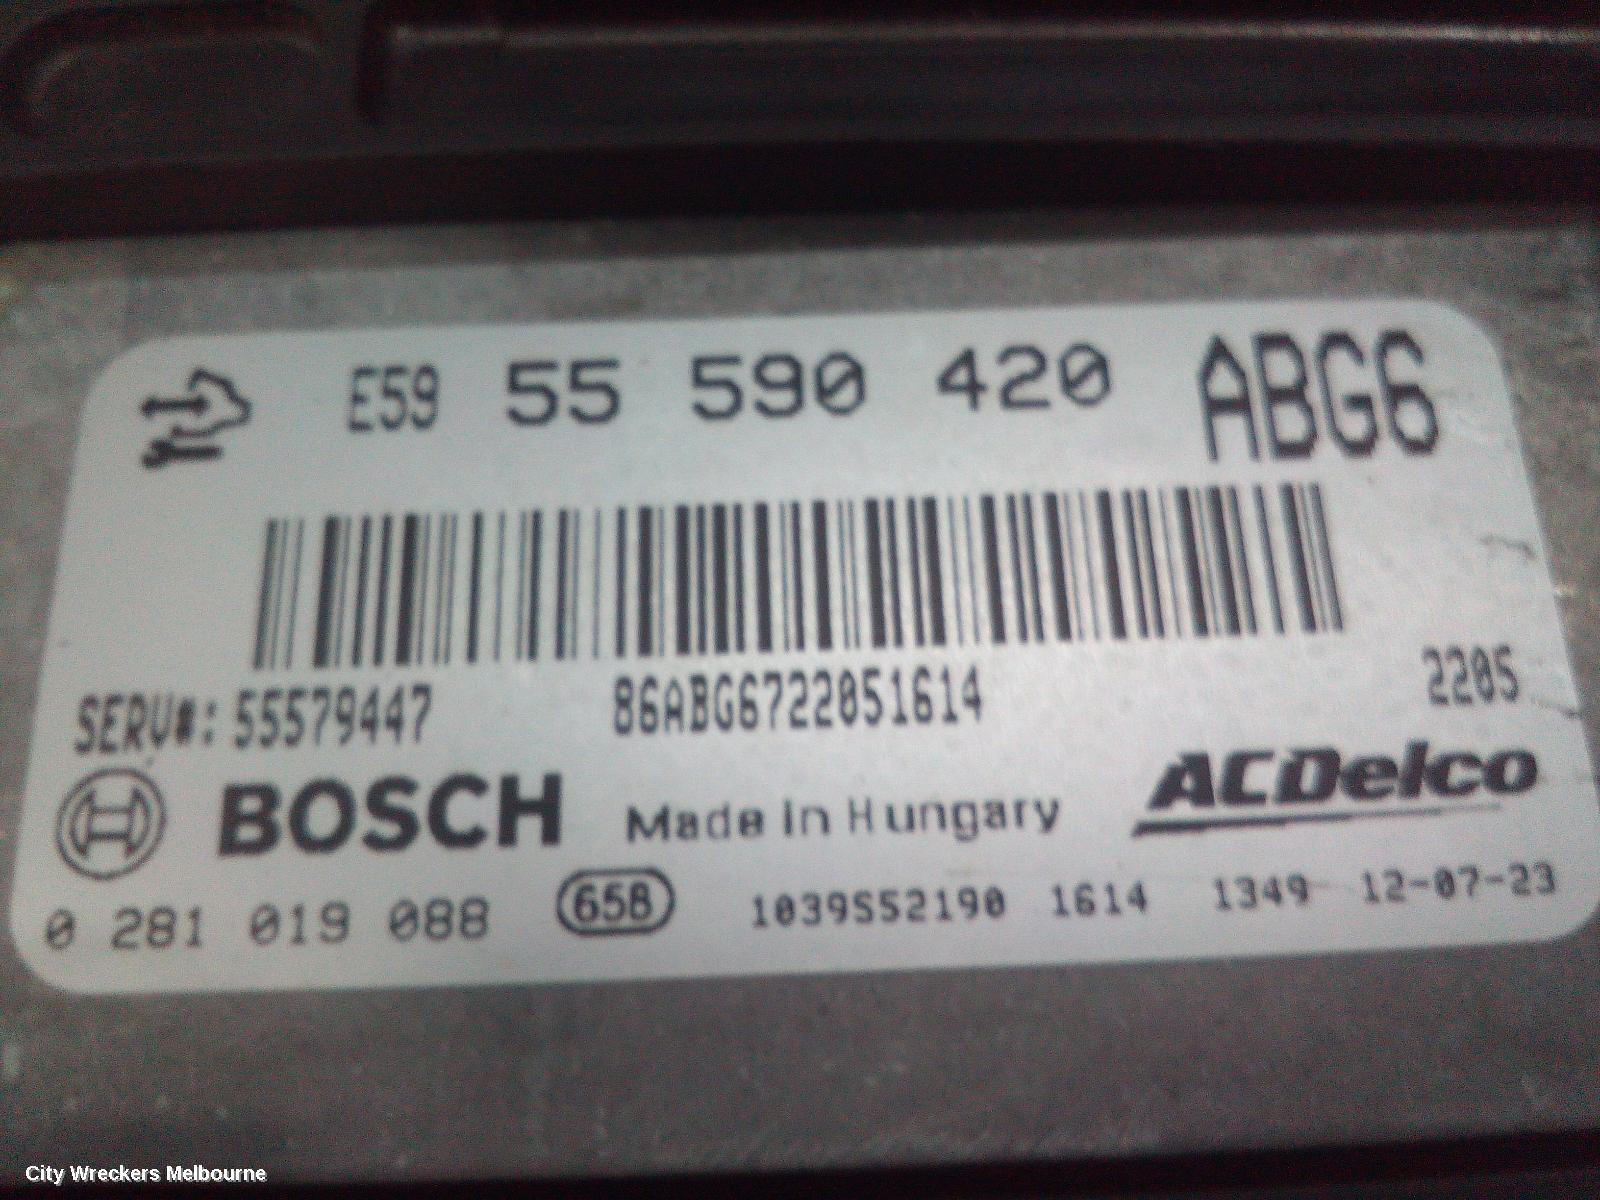 E59 55 590 420 ABG6
SERV#: 55579447 86ABG6722051614 2205
BOSCH Made In Hungary ACDelco
0 281 019 088 65B 1039S52190 1614 1349 12-07-23
City Wreckers Melbourne